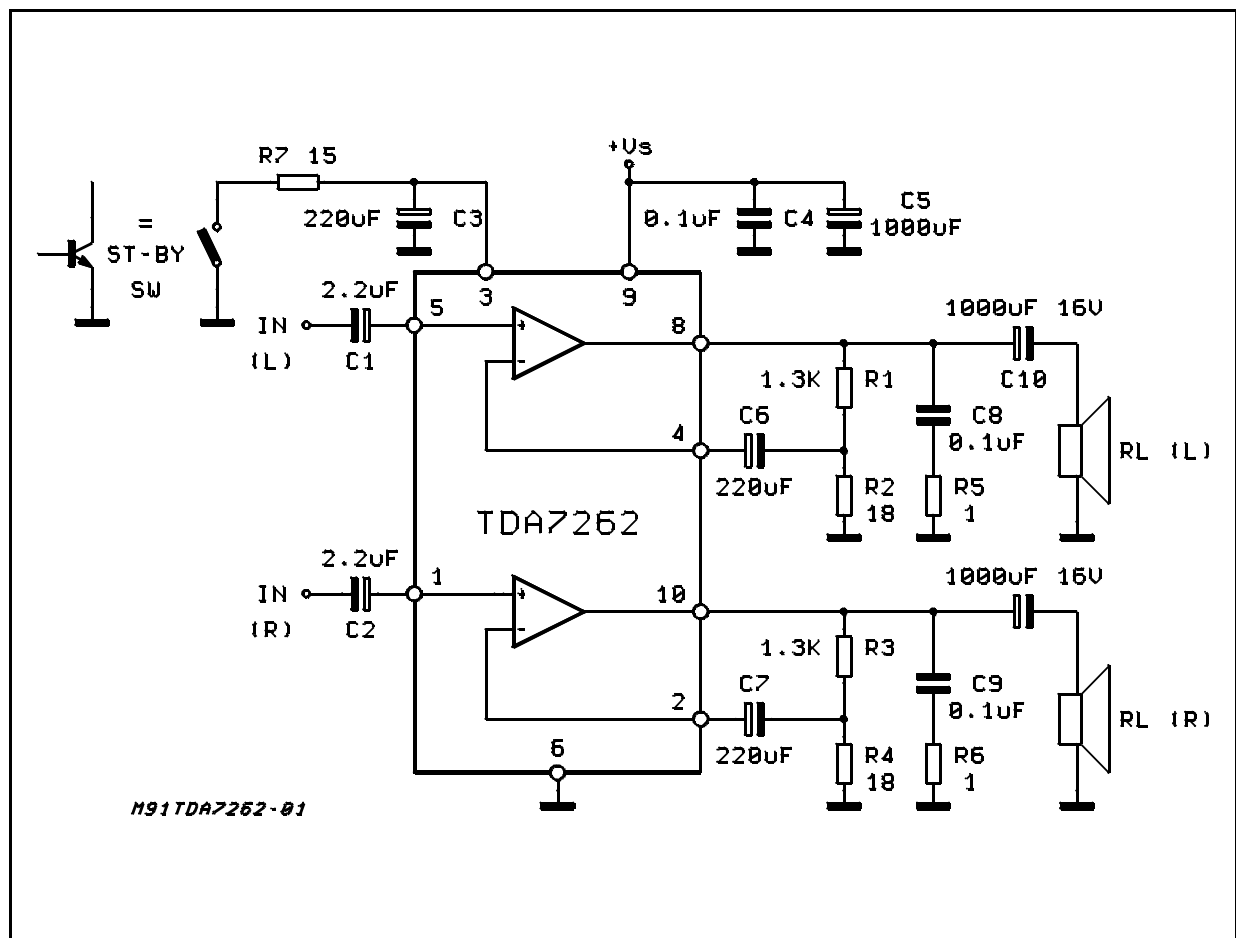 +Vs
R7 15
220uF C3
0.1uF C4
C5
1000uF
=
ST-BY
SW
3
9
2.2uF
5
IN
(L)
C1
8
1000uF 16V
C10
1.3K R1
C6
4
220uF
C8
0.1uF
R2
18
R5
1
RL (L)
TDA7262
2.2uF
1
IN
(R)
C2
10
1000uF 16V
1.3K R3
C7
2
220uF
C9
0.1uF
R4
18
R6
1
RL (R)
6
M91TDA7262-01